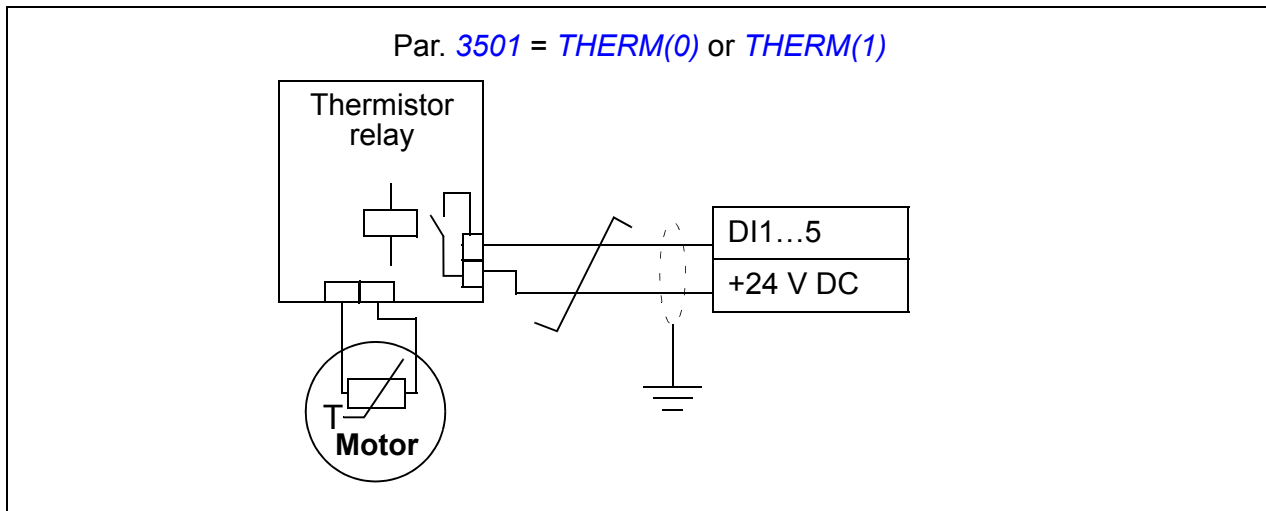 Par. 3501 = THERM(0) or THERM(1)
Thermistor
relay
DI1…5
+24 V DC
T
Motor